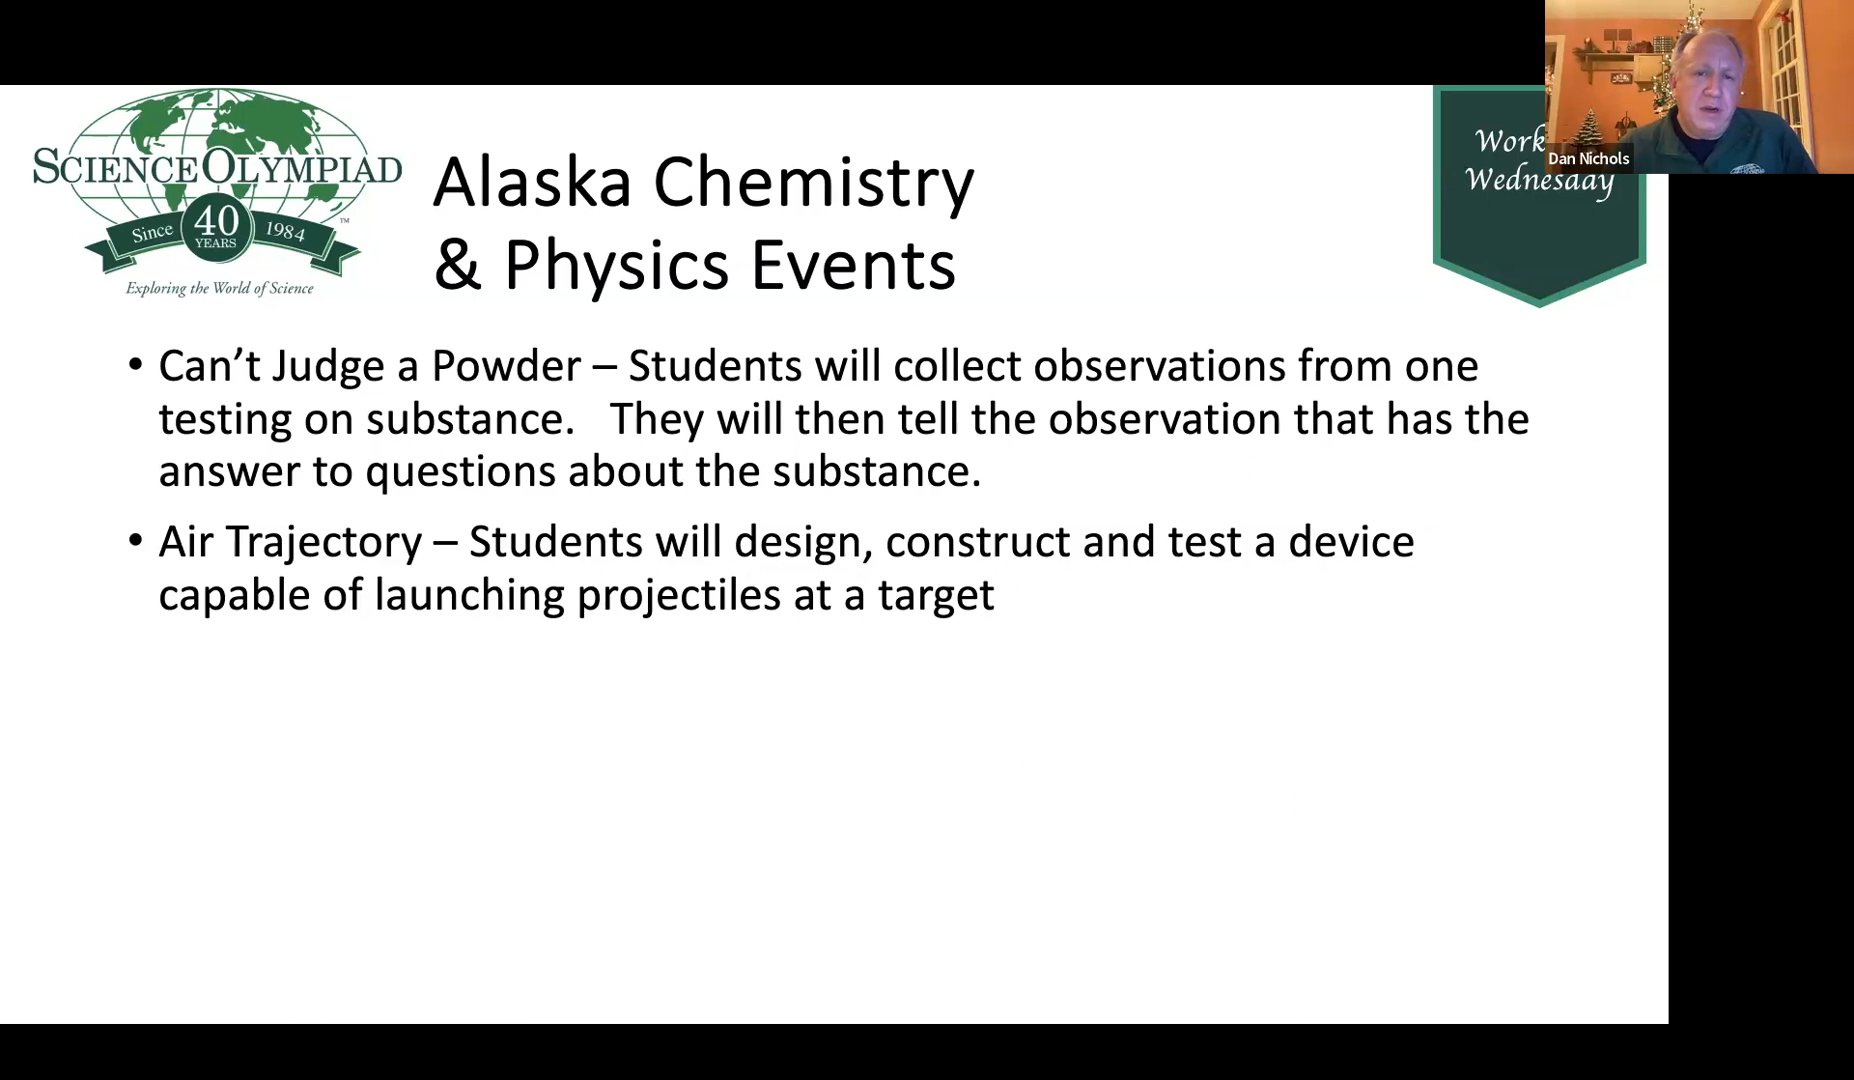 SCIENCE OLYMPIAD
Since 40 YEARS 1984
™
Exploring the World of Science
Alaska Chemistry
& Physics Events
Work
Wednesday
Dan Nichols
• Can’t Judge a Powder – Students will collect observations from one
testing on substance. They will then tell the observation that has the
answer to questions about the substance.
• Air Trajectory – Students will design, construct and test a device
capable of launching projectiles at a target